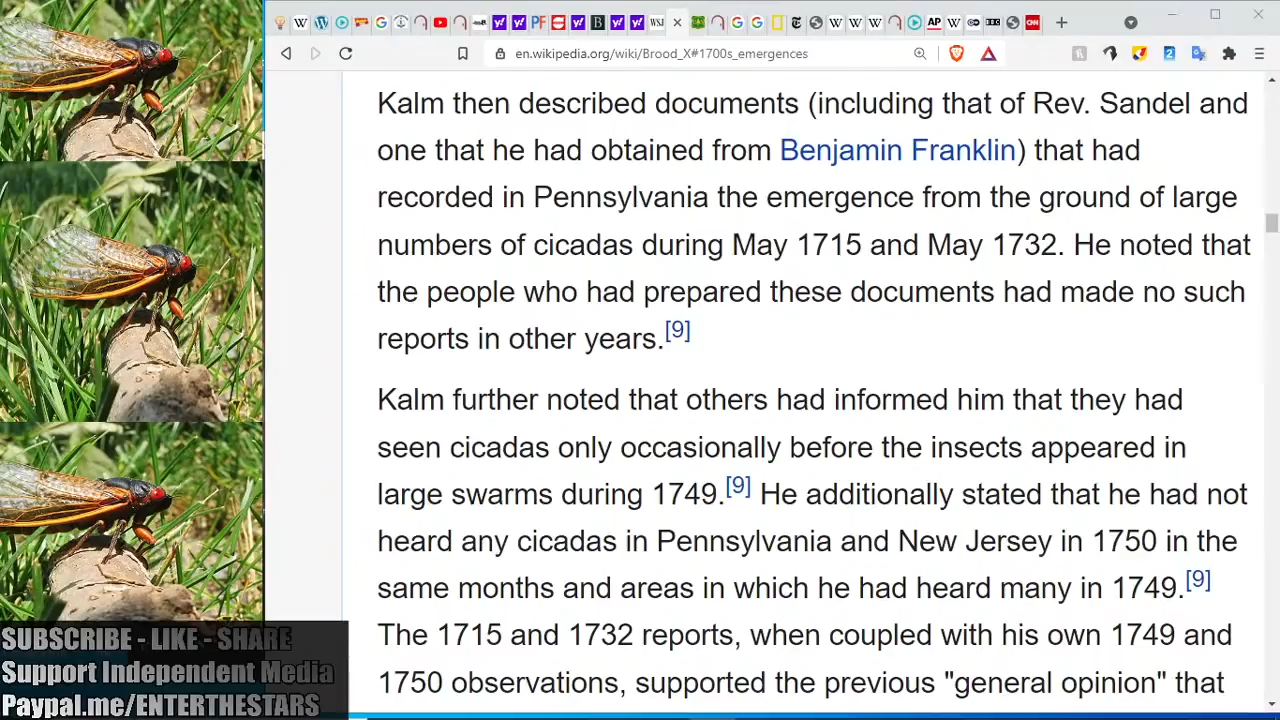 WSJ
AP
CNN
en.wikipedia.org/wiki/Brood_X#1700s_emergences
Kalm then described documents (including that of Rev. Sandel and
one that he had obtained from Benjamin Franklin) that had
recorded in Pennsylvania the emergence from the ground of large
numbers of cicadas during May 1715 and May 1732. He noted that
the people who had prepared these documents had made no such
reports in other years.[9]
Kalm further noted that others had informed him that they had
seen cicadas only occasionally before the insects appeared in
large swarms during 1749.[9] He additionally stated that he had not
heard any cicadas in Pennsylvania and New Jersey in 1750 in the
same months and areas in which he had heard many in 1749.[9]
The 1715 and 1732 reports, when coupled with his own 1749 and
1750 observations, supported the previous "general opinion" that
SUBSCRIBE - LIKE - SHARE
Support Independent Media
Paypal.me/ENTERTHESTARS